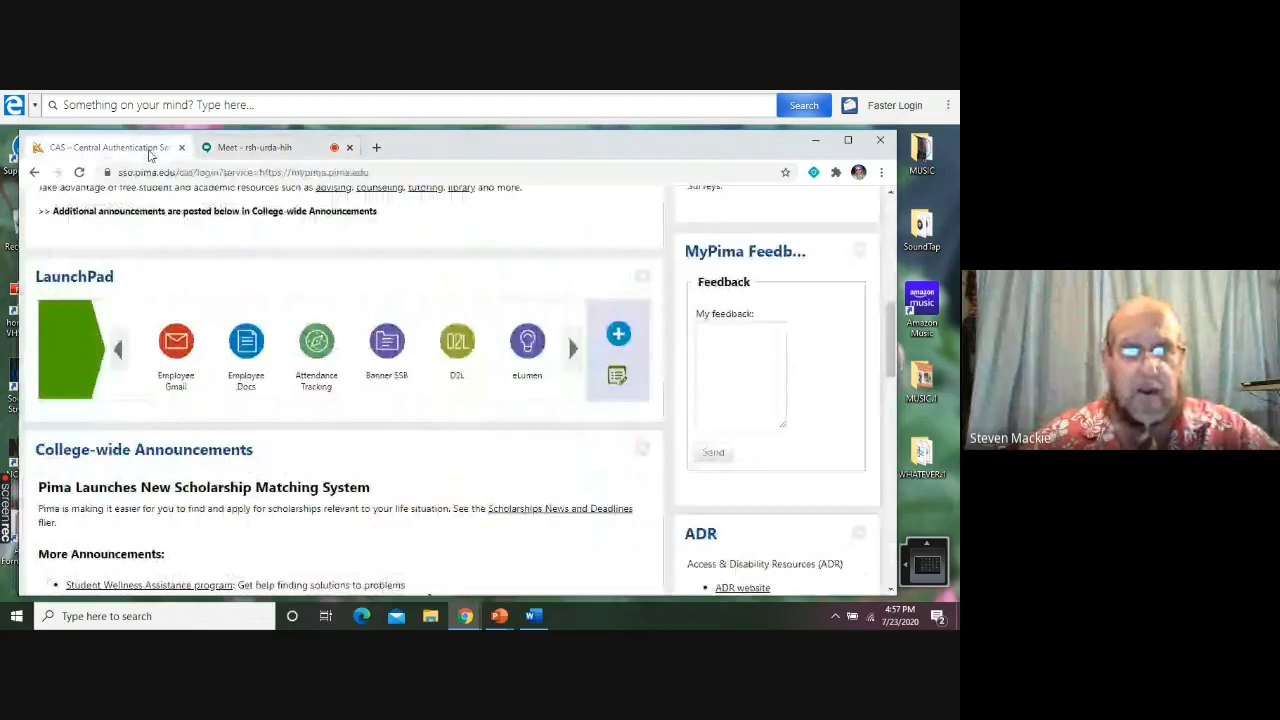 Something on your mind? Type here...
Search
Faster Login
CAS – Central Authentication Se
Meet - rsh-urda-hih
sso.pima.edu/cas/login?service=https://mypima.pima.edu
Take advantage of free student and academic resources such as advising, counseling, tutoring, library and more.
>> Additional announcements are posted below in College-wide Announcements
Surveys.
LaunchPad
Employee Gmail
Employee Docs
Attendance Tracking
Banner SSB
D2L
D2L
eLumen
MyPima Feedb...
Feedback
My feedback:
Send
College-wide Announcements
Pima Launches New Scholarship Matching System
Pima is making it easier for you to find and apply for scholarships relevant to your life situation. See the Scholarships News and Deadlines
flier.
More Announcements:
Student Wellness Assistance program: Get help finding solutions to problems
ADR
Access & Disability Resources (ADR)
ADR website
MUSIC
SoundTap
amazon music
Amazon
Music
MUSIC.1
WHATEVER.1
screenrec
Type here to search
4:57 PM
7/23/2020
2
Steven Mackie